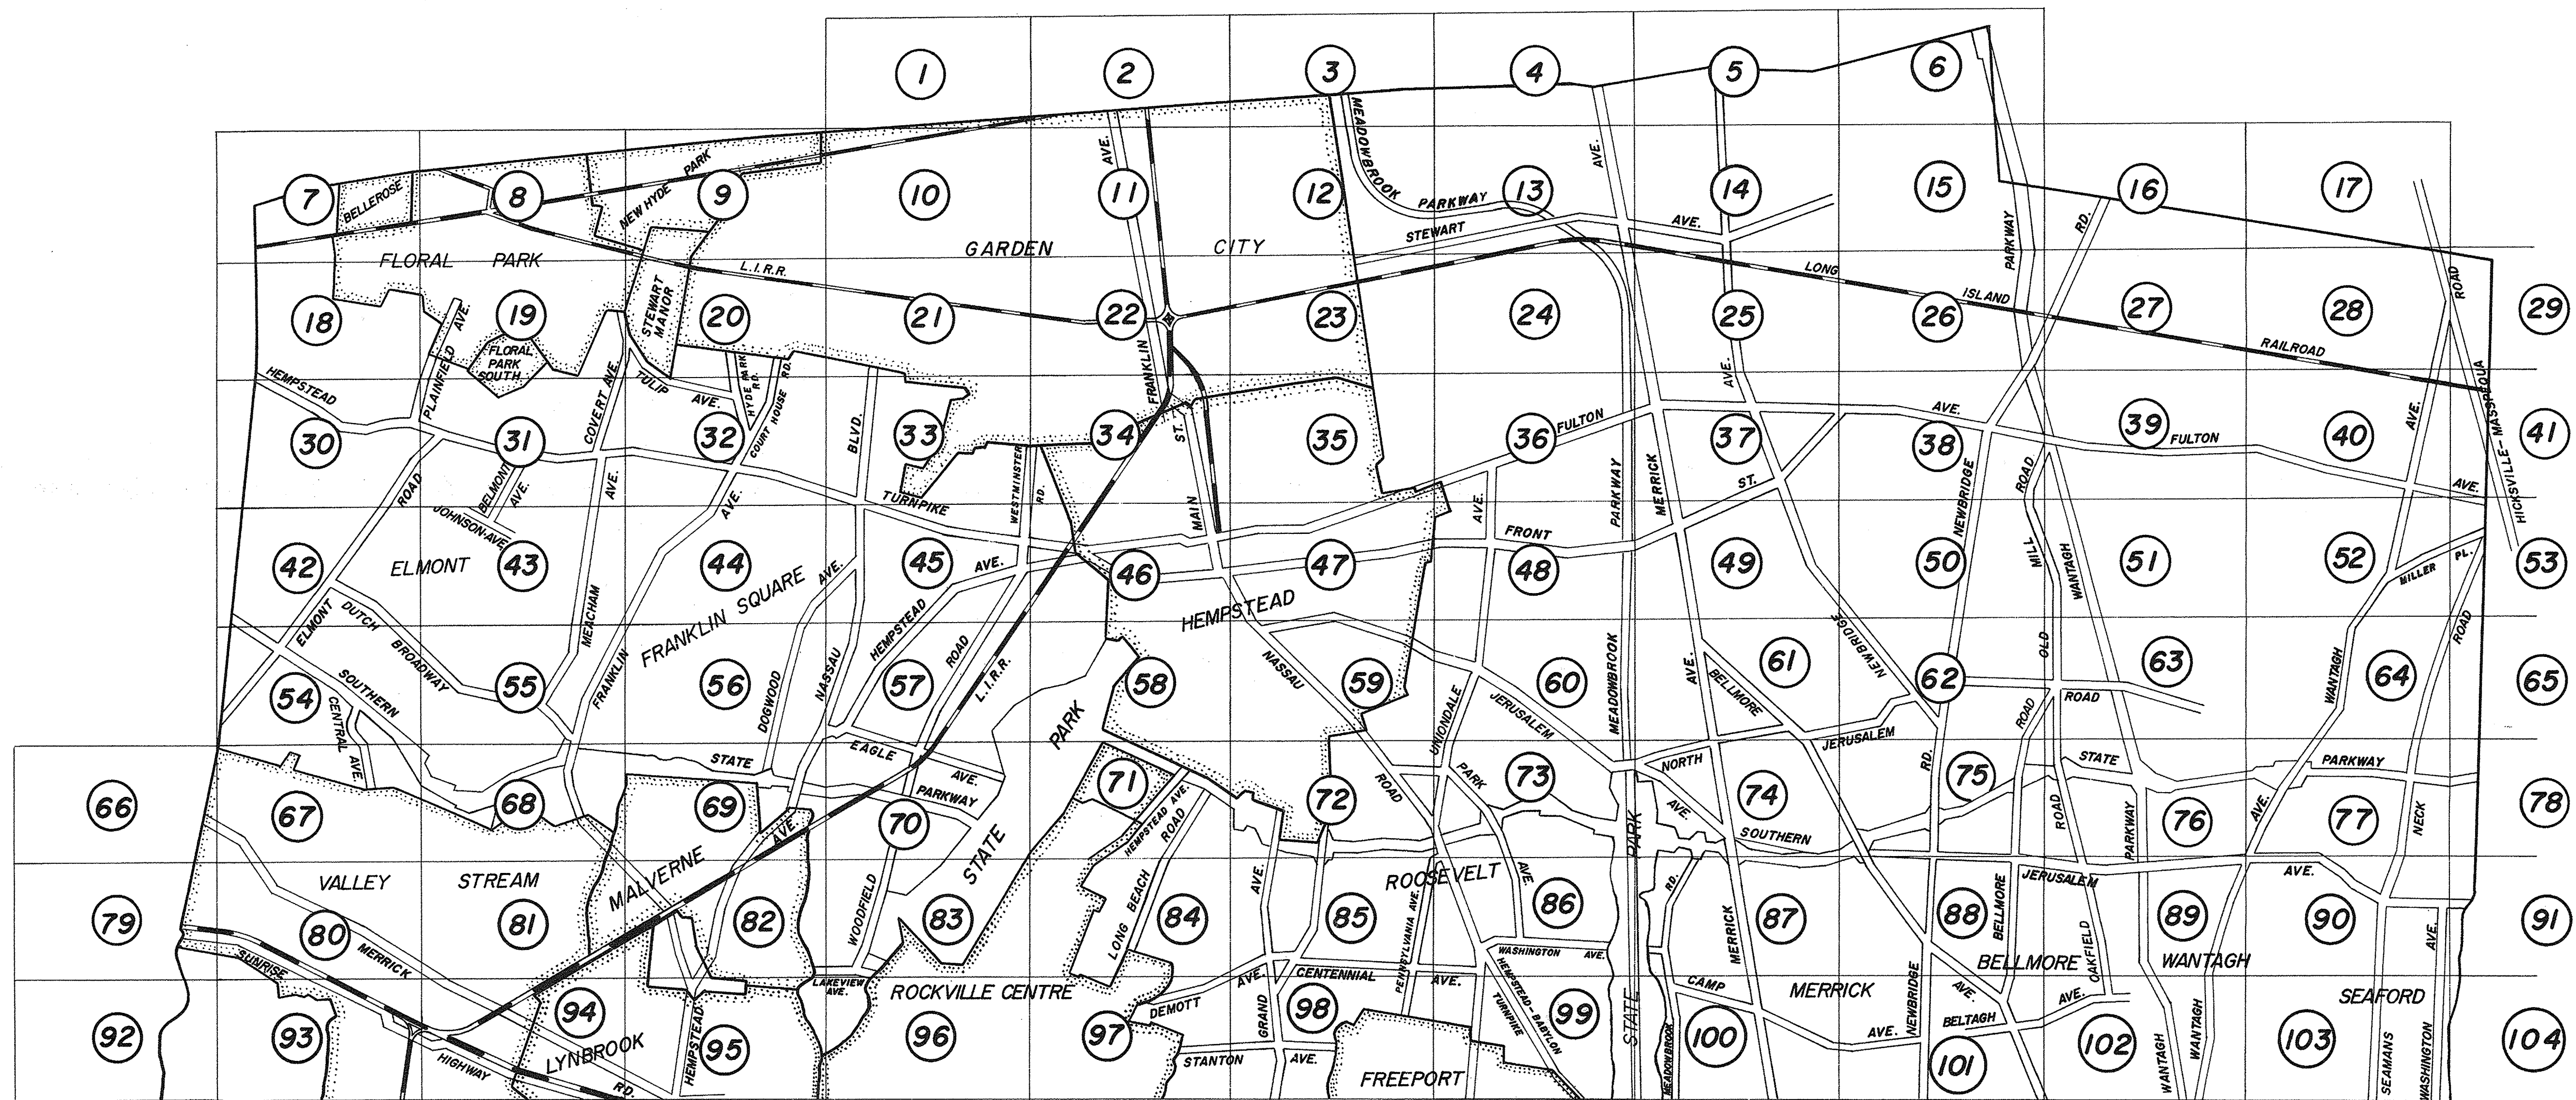 1
2
3
4
5
6
7
8
9
10
11
12
13
14
15
16
17
BELLEROSE
NEW HYDE PARK
AVE.
MEADOWBROOK PARKWAY
AVE.
STEWART AVE.
PARKWAY
RD.
FLORAL PARK
GARDEN CITY
L.I.R.R.
LONG ISLAND RAILROAD
ROAD
18
19
20
21
22
23
24
25
26
27
28
29
STEWART
MANOR
FLORAL
PARK
SOUTH
PLAINFIELD AVE.
HEMPSTEAD
COVERT AVE.
TULIP AVE.
HYDE PARK
RD.
COURT HOUSE RD.
FRANKLIN
AVE.
HICKSVILLE-MASSAPEQUA
30
31
32
33
34
35
36
37
38
39
40
41
BLVD.
ST.
FULTON
AVE.
FULTON
AVE.
AVE.
ROAD
BELMONT
AVE.
JOHNSON AVE.
AVE.
AVE.
TURNPIKE
WESTMINSTER
RD.
MAIN
AVE.
FRONT
ST.
PARKWAY
MERRICK
NEWBRIDGE
ROAD
MILL
WANTAGH
42
43
44
45
46
47
48
49
50
51
52
53
ELMONT
FRANKLIN SQUARE
AVE.
AVE.
HEMPSTEAD
MILLER PL.
ELMONT
DUTCH BROADWAY
MEACHAM
FRANKLIN
HEMPSTEAD
ROAD
L.I.R.R.
NASSAU
NEWBRIDGE
OLD
ROAD
54
55
56
57
58
59
60
61
62
63
64
65
SOUTHERN
CENTRAL AVE.
DOGWOOD
NASSAU
PARK
UNIONDALE
JERUSALEM
MEADOWBROOK
AVE.
BELLMORE
ROAD
ROAD
WANTAGH
STATE
EAGLE AVE.
PARKWAY
ROAD
PARK
NORTH
JERUSALEM
AVE.
RD.
STATE
PARKWAY
66
67
68
69
70
71
72
73
74
75
76
77
78
AVE.
HEMPSTEAD AVE.
ROAD
STATE
PARK
SOUTHERN
ROAD
PARKWAY
AVE.
NECK
VALLEY STREAM
MALVERNE
ROOSEVELT
WOODFIELD
LONG BEACH
AVE.
PENNSYLVANIA AVE.
AVE.
RD.
MERRICK
BELLMORE
JERUSALEM
AVE.
79
80
81
82
83
84
85
86
87
88
89
90
91
MERRICK
SUNRISE
WASHINGTON AVE.
OAKFIELD
BELLMORE
WANTAGH
AVE.
LAKEVIEW
AVE.
ROCKVILLE CENTRE
DEMOTT AVE.
CENTENNIAL AVE.
HEMPSTEAD-BABYLON
TURNPIKE
CAMP
AVE.
MERRICK
NEWBRIDGE
AVE.
BELTAGH
AVE.
SEAFORD
92
93
94
95
96
97
98
99
100
101
102
103
104
HIGHWAY
LYNBROOK
RD.
HEMPSTEAD
STANTON AVE.
GRAND
FREEPORT
STATE
MEADOWBROOK
WANTAGH
WANTAGH
SEAMANS
WASHINGTON